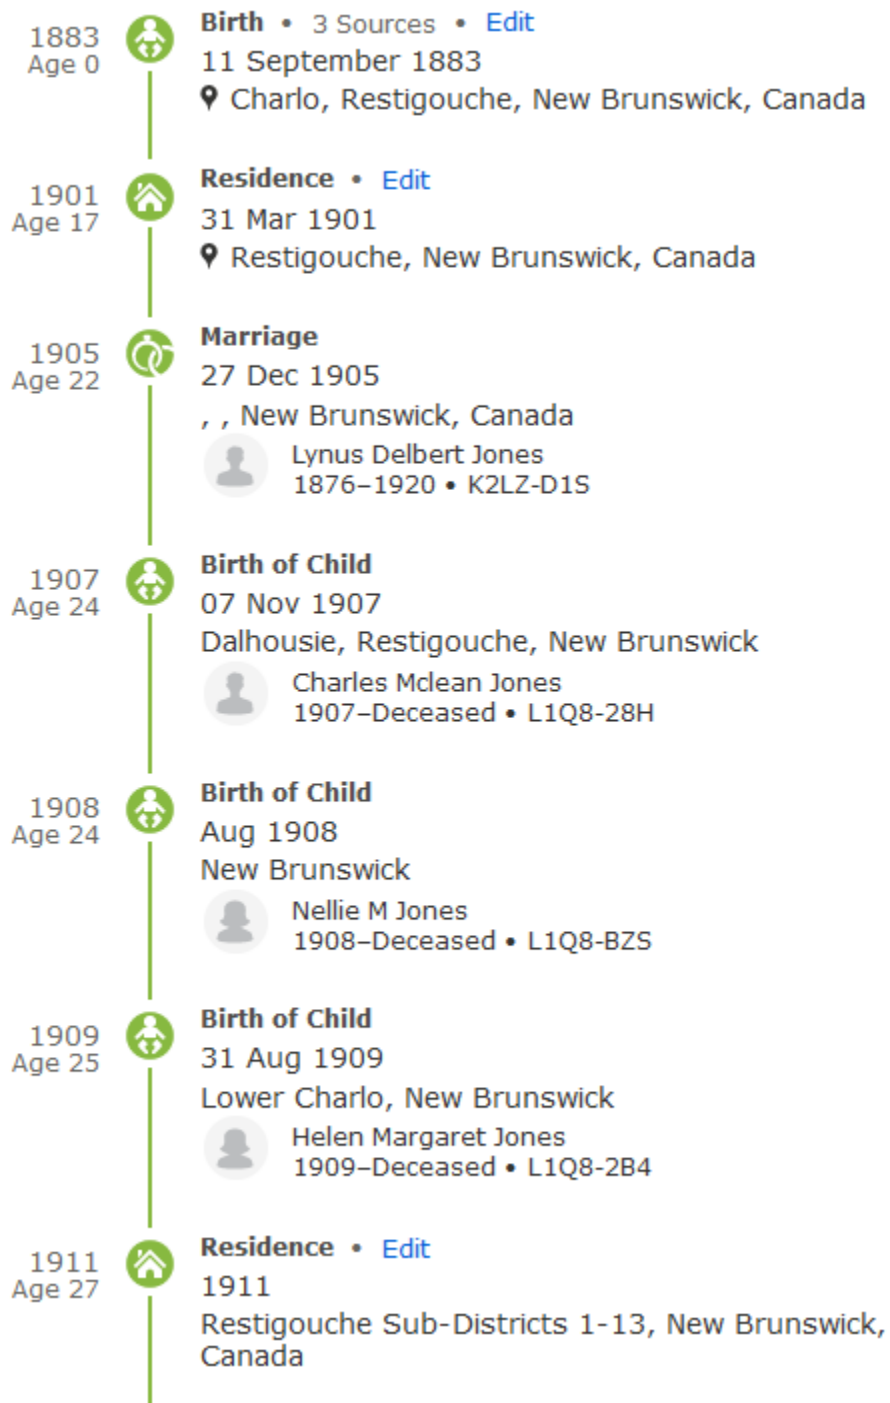 1883
Age 0
Birth • 3 Sources • Edit
11 September 1883
Charlo, Restigouche, New Brunswick, Canada
1901
Age 17
Residence • Edit
31 Mar 1901
Restigouche, New Brunswick, Canada
1905
Age 22
Marriage
27 Dec 1905
, , New Brunswick, Canada
Lynus Delbert Jones
1876–1920 • K2LZ-D1S
1907
Age 24
Birth of Child
07 Nov 1907
Dalhousie, Restigouche, New Brunswick
Charles Mclean Jones
1907–Deceased • L1Q8-28H
1908
Age 24
Birth of Child
Aug 1908
New Brunswick
Nellie M Jones
1908–Deceased • L1Q8-BZS
1909
Age 25
Birth of Child
31 Aug 1909
Lower Charlo, New Brunswick
Helen Margaret Jones
1909–Deceased • L1Q8-2B4
1911
Age 27
Residence • Edit
1911
Restigouche Sub-Districts 1-13, New Brunswick,
Canada